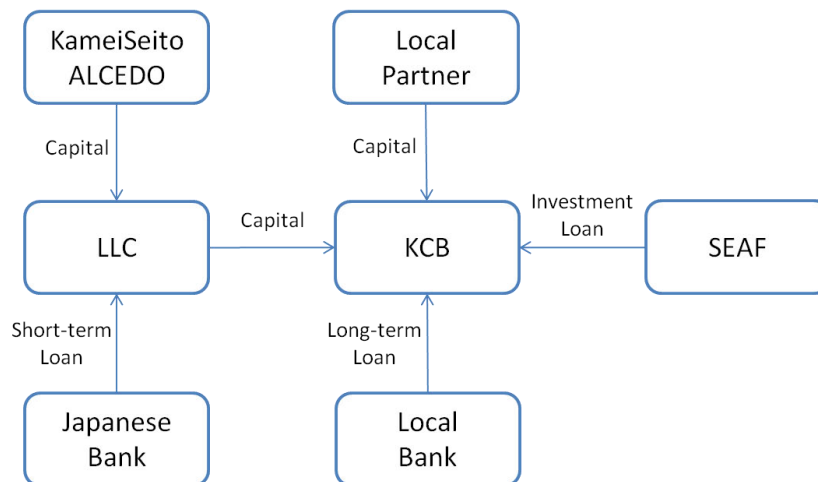 KameiSeito
ALCEDO
Local
Partner
Capital
Capital
LLC
Capital
KCB
Investment
Loan
SEAF
Short-term
Loan
Long-term
Loan
Japanese
Bank
Local
Bank